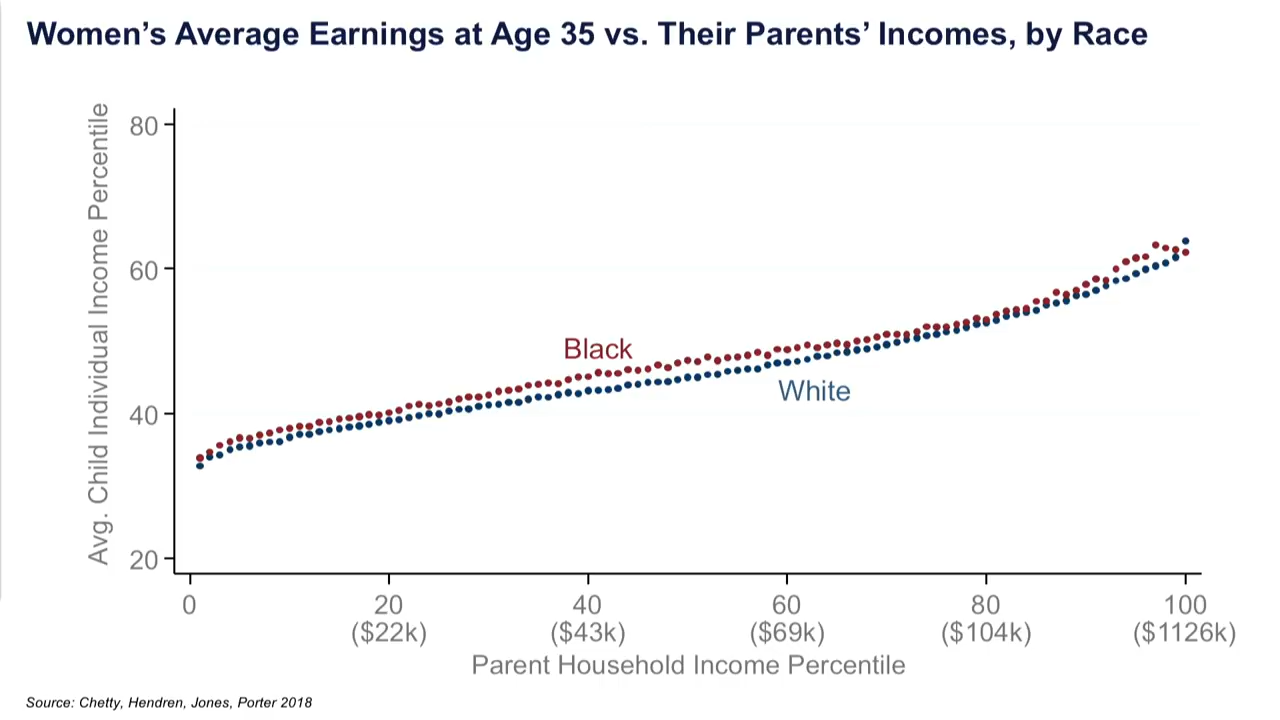 Women's Average Earnings at Age 35 vs. Their Parents' Incomes, by Race
Avg. Child Individual Income Percentile
80
60
40
20
Black
White
0 20 40 60 80 100
($22k) ($43k) ($69k) ($104k) ($1126k)
Parent Household Income Percentile
Source: Chetty, Hendren, Jones, Porter 2018